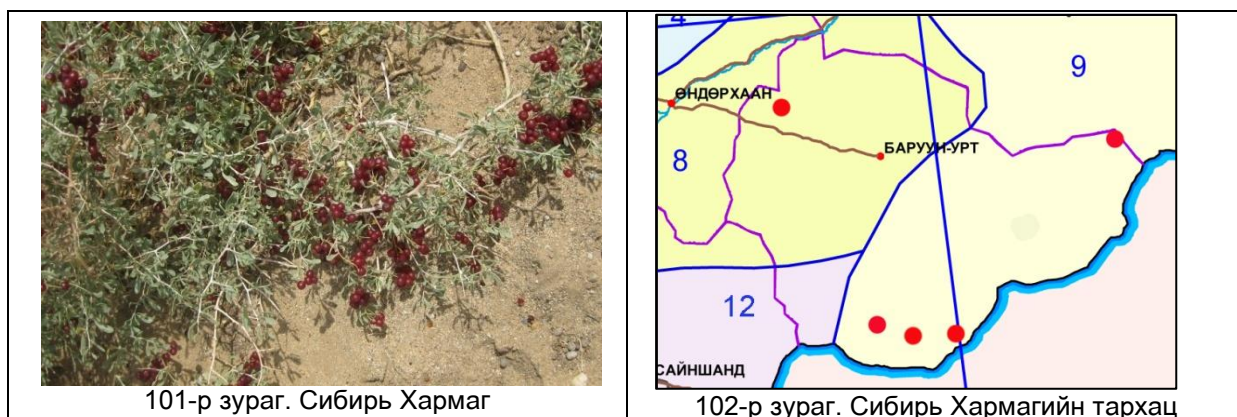 4
9
ӨНДӨРХААН
БАРУУН-УРТ
8
12
САЙНШАНД
101-р зураг. Сибирь Хармаг
102-р зураг. Сибирь Хармагийн тархац